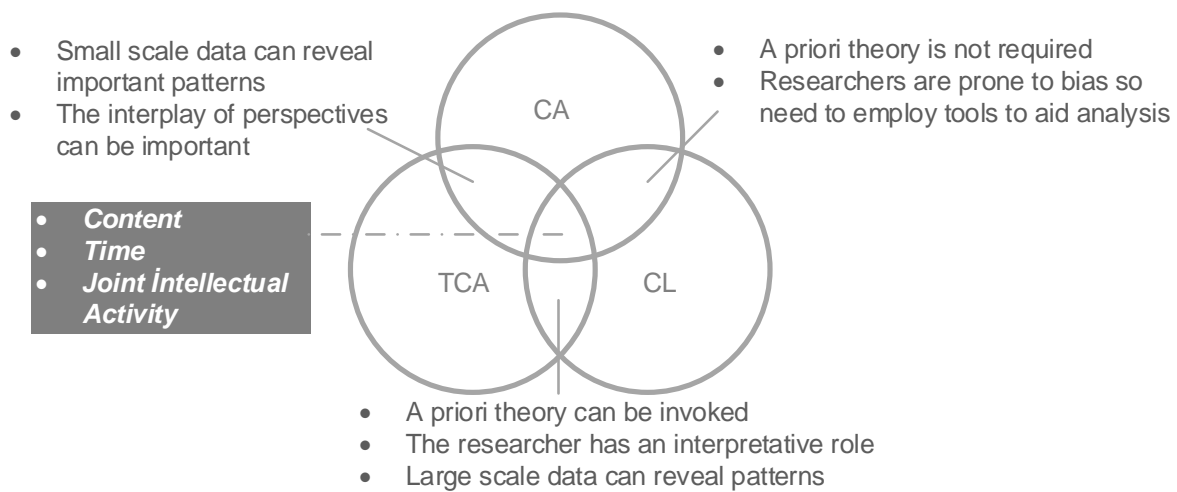 • Small scale data can reveal
important patterns
• The interplay of perspectives
can be important
• A priori theory is not required
• Researchers are prone to bias so
need to employ tools to aid analysis
CA
• Content
• Time
• Joint İntellectual
Activity
TCA
CL
• A priori theory can be invoked
• The researcher has an interpretative role
• Large scale data can reveal patterns